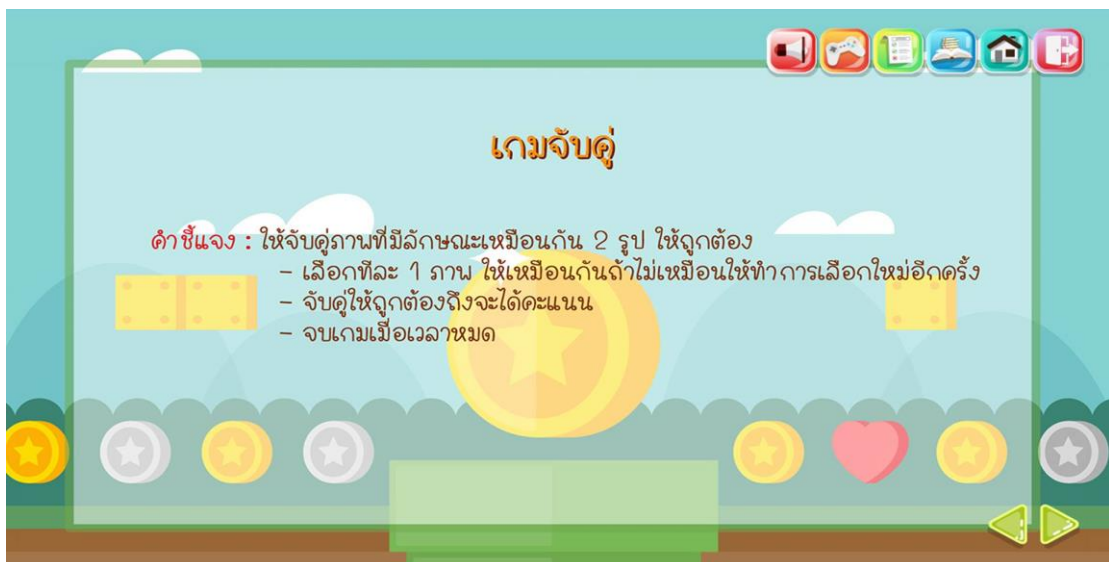 เกมจับคู่
คำชี้แจง : ให้จับคู่ภาพที่มีลักษณะเหมือนกัน 2 รูป ให้ถูกต้อง
- เลือกทีละ 1 ภาพ ให้เหมือนกันถ้าไม่เหมือนให้ทำการเลือกใหม่อีกครั้ง
- จับคู่ให้ถูกต้องถึงจะได้คะแนน
- จบเกมเมื่อเวลาหมด